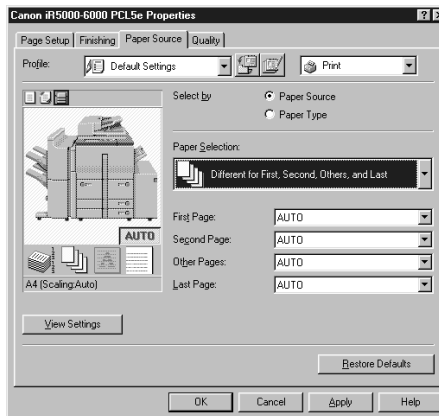 Canon iR5000-6000 PCL5e Properties
Page Setup Finishing Paper Source Quality
Profile: Default Settings Print
Select by Paper Source
Paper Type
Paper Selection:
Different for First, Second, Others, and Last
AUTO
First Page: AUTO
Second Page: AUTO
Other Pages: AUTO
Last Page: AUTO
A4 (Scaling:Auto)
View Settings
Restore Defaults
OK Cancel Apply Help